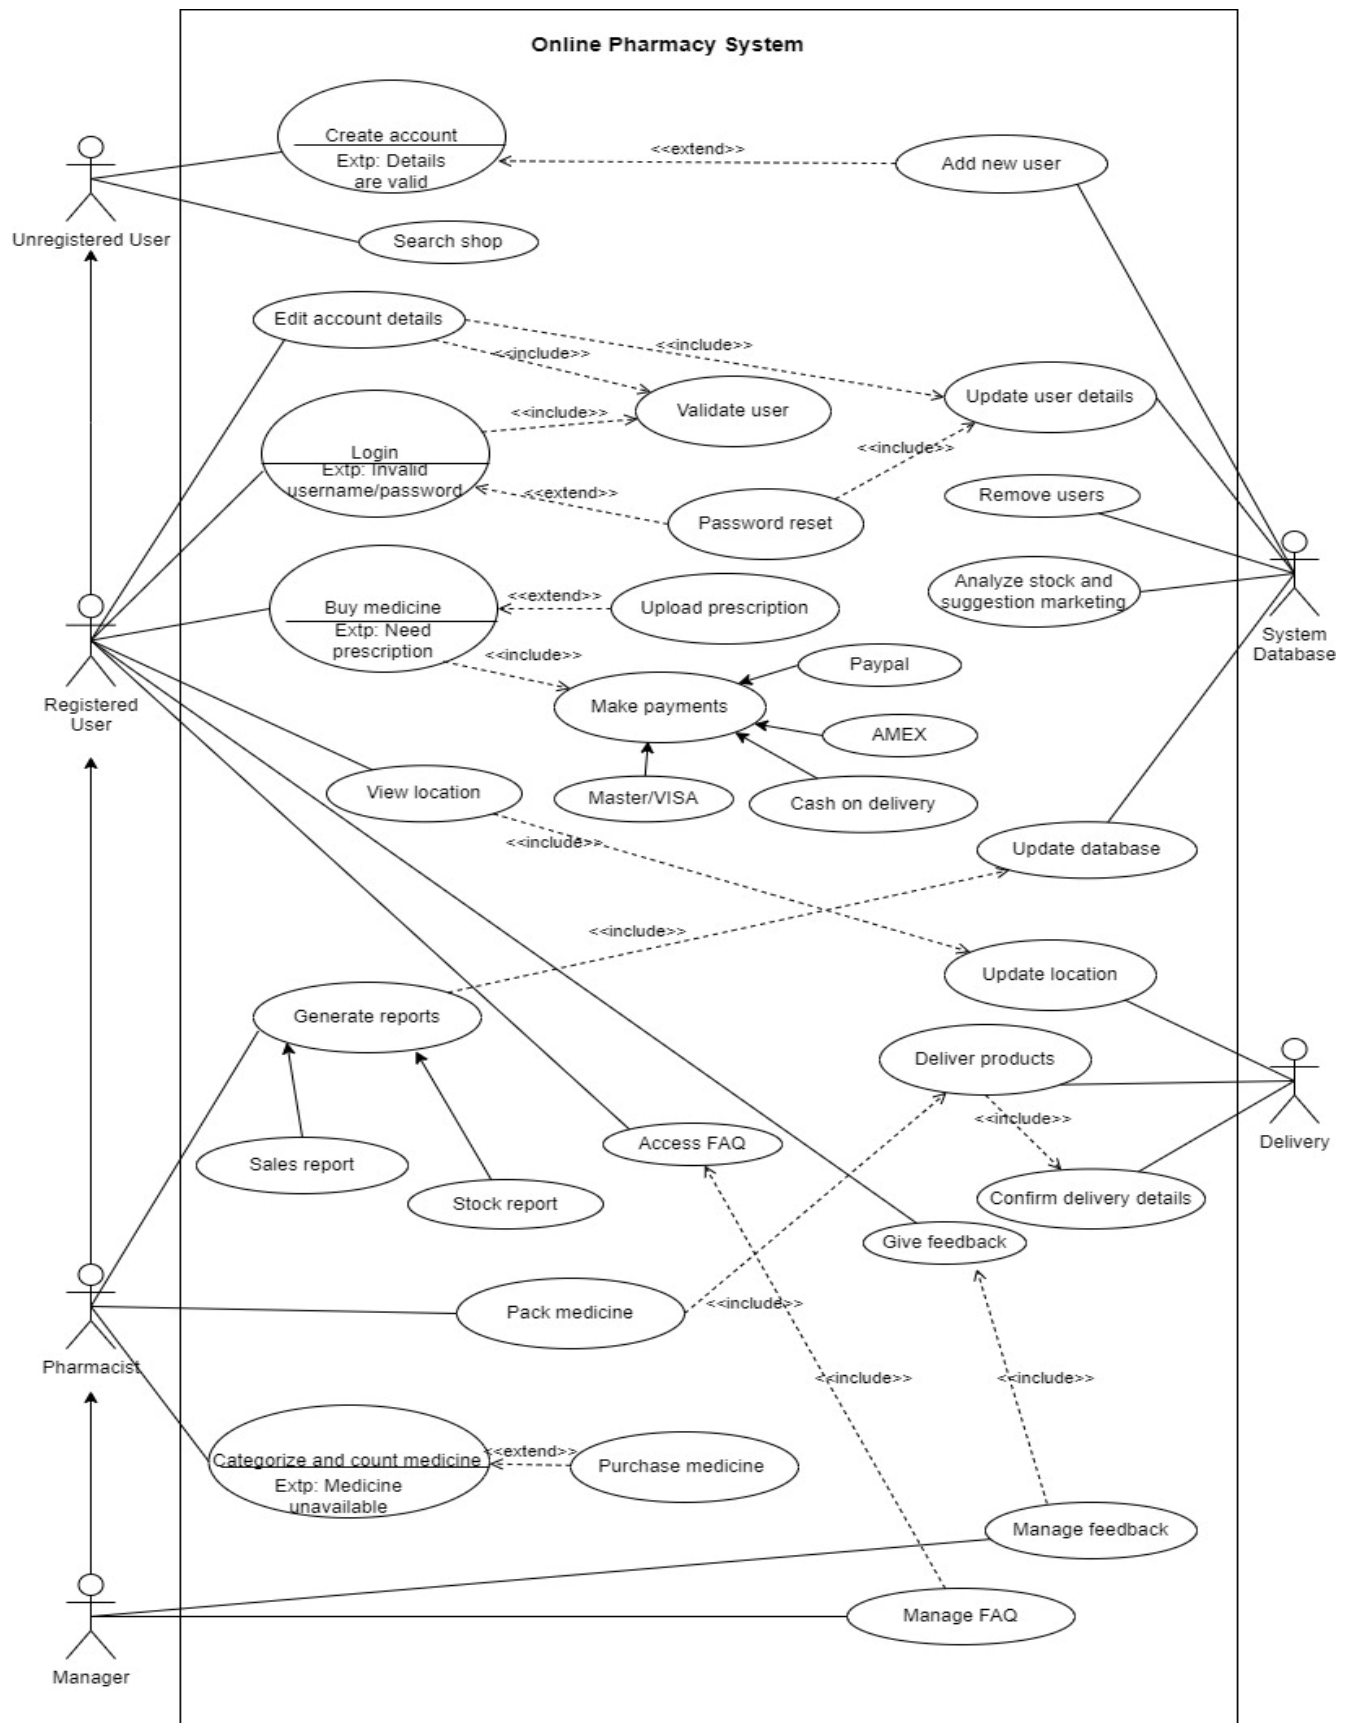 Online Pharmacy System
Create account
Extp: Details
are valid
<<extend>>
Add new user
Unregistered User
Search shop
Edit account details
<<include>>
<<include>>
Validate user
Update user details
<<include>>
Login
Extp: Invalid
username/password
<<include>>
<<extend>>
Password reset
Remove users
Analyze stock and
suggestion marketing
System
Database
Buy medicine
Extp: Need
prescription
<<extend>>
Upload prescription
<<include>>
Registered
User
Make payments
Paypal
AMEX
Master/VISA
Cash on delivery
View location
<<include>>
Update database
<<include>>
Update location
Generate reports
Deliver products
<<include>>
Delivery
Sales report
Stock report
Access FAQ
Confirm delivery details
Give feedback
Pack medicine
<<include>>
Pharmacist
<<include>>
<<include>>
Categorize and count medicine
Extp: Medicine
unavailable
<<extend>>
Purchase medicine
Manage feedback
Manage FAQ
Manager